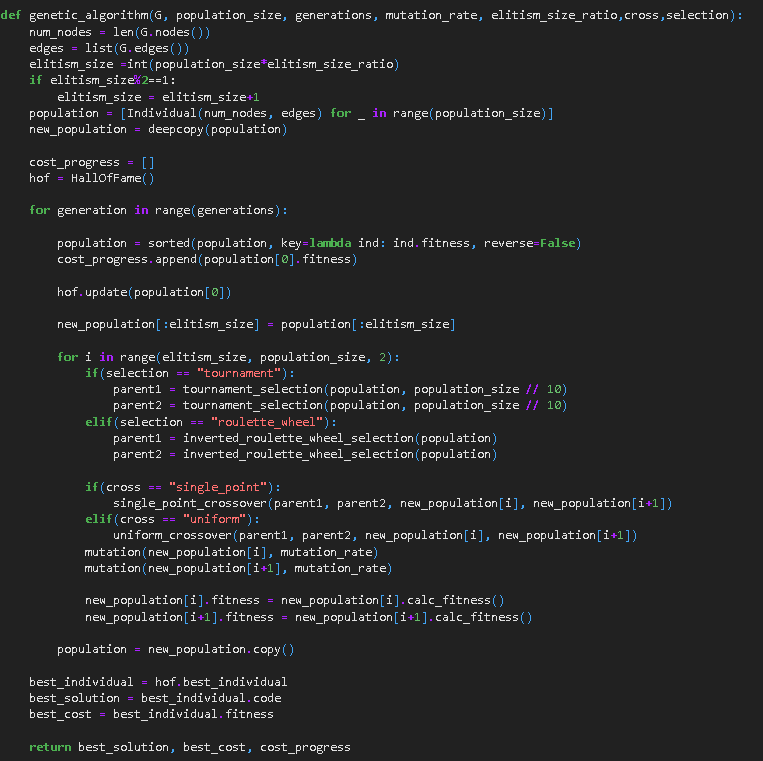 def genetic_algorithm(G, population_size, generations, mutation_rate, elitism_size_ratio,cross,selection):
    num_nodes = len(G.nodes())
    edges = list(G.edges())
    elitism_size =int(population_size*elitism_size_ratio)
    if elitism_size%2==1:
        elitism_size = elitism_size+1
    population = [Individual(num_nodes, edges) for _ in range(population_size)]
    new_population = deepcopy(population)

    cost_progress = []
    hof = HallOfFame()

    for generation in range(generations):

        population = sorted(population, key=lambda ind: ind.fitness, reverse=False)
        cost_progress.append(population[0].fitness)

        hof.update(population[0])

        new_population[:elitism_size] = population[:elitism_size]

        for i in range(elitism_size, population_size, 2):
            if(selection == "tournament"):
                parent1 = tournament_selection(population, population_size // 10)
                parent2 = tournament_selection(population, population_size // 10)
            elif(selection == "roulette_wheel"):
                parent1 = inverted_roulette_wheel_selection(population)
                parent2 = inverted_roulette_wheel_selection(population)

            if(cross == "single_point"):
                single_point_crossover(parent1, parent2, new_population[i], new_population[i+1])
            elif(cross == "uniform"):
                uniform_crossover(parent1, parent2, new_population[i], new_population[i+1])
            mutation(new_population[i], mutation_rate)
            mutation(new_population[i+1], mutation_rate)

            new_population[i].fitness = new_population[i].calc_fitness()
            new_population[i+1].fitness = new_population[i+1].calc_fitness()

        population = new_population.copy()

    best_individual = hof.best_individual
    best_solution = best_individual.code
    best_cost = best_individual.fitness

    return best_solution, best_cost, cost_progress